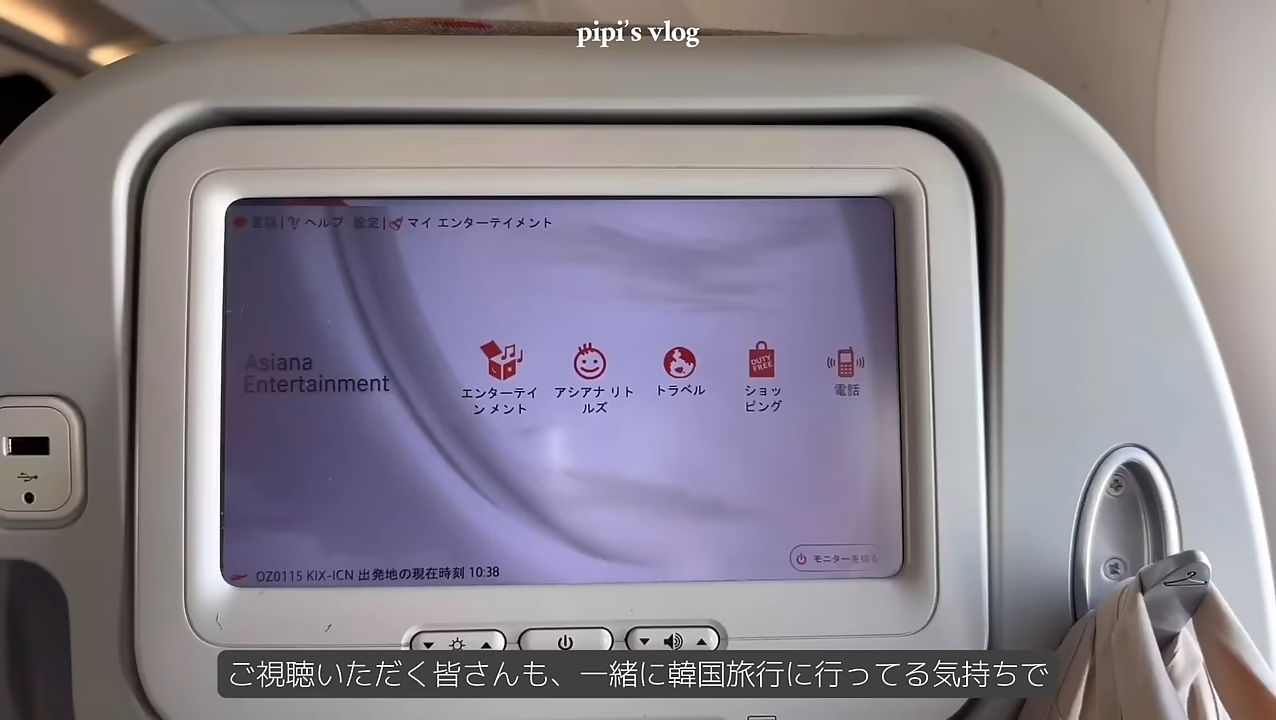 pipi's vlog
言語 | ヘルプ 設定 | マイ エンターテイメント
Asiana
Entertainment
エンターテイ
ン メント
アシアナ リト
ルズ
トラベル
DUTY
FREE
ショッ
ピング
電話
モニターを切る
OZ0115 KIX-ICN 出発地の現在時刻 10:38
ご視聴いただく皆さんも、一緒に韓国旅行に行ってる気持ちで